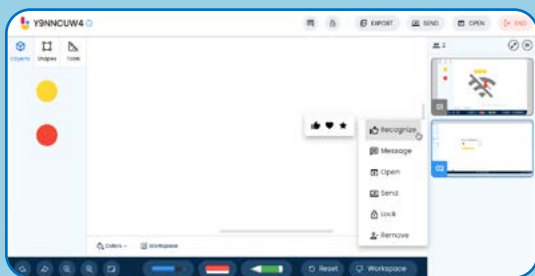 Y9NNCUW4
EXPORT
SEND
OPEN
END
Objects
Shapes
Tools
2
Recognize
Message
Open
Send
Lock
Remove
Colors
Workspace
Reset
Workspace